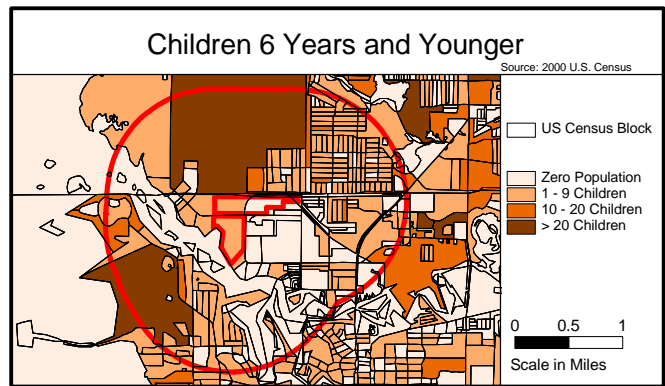 Children 6 Years and Younger
Source: 2000 U.S. Census
US Census Block
Zero Population
1 - 9 Children
10 - 20 Children
> 20 Children
0 0.5 1
Scale in Miles